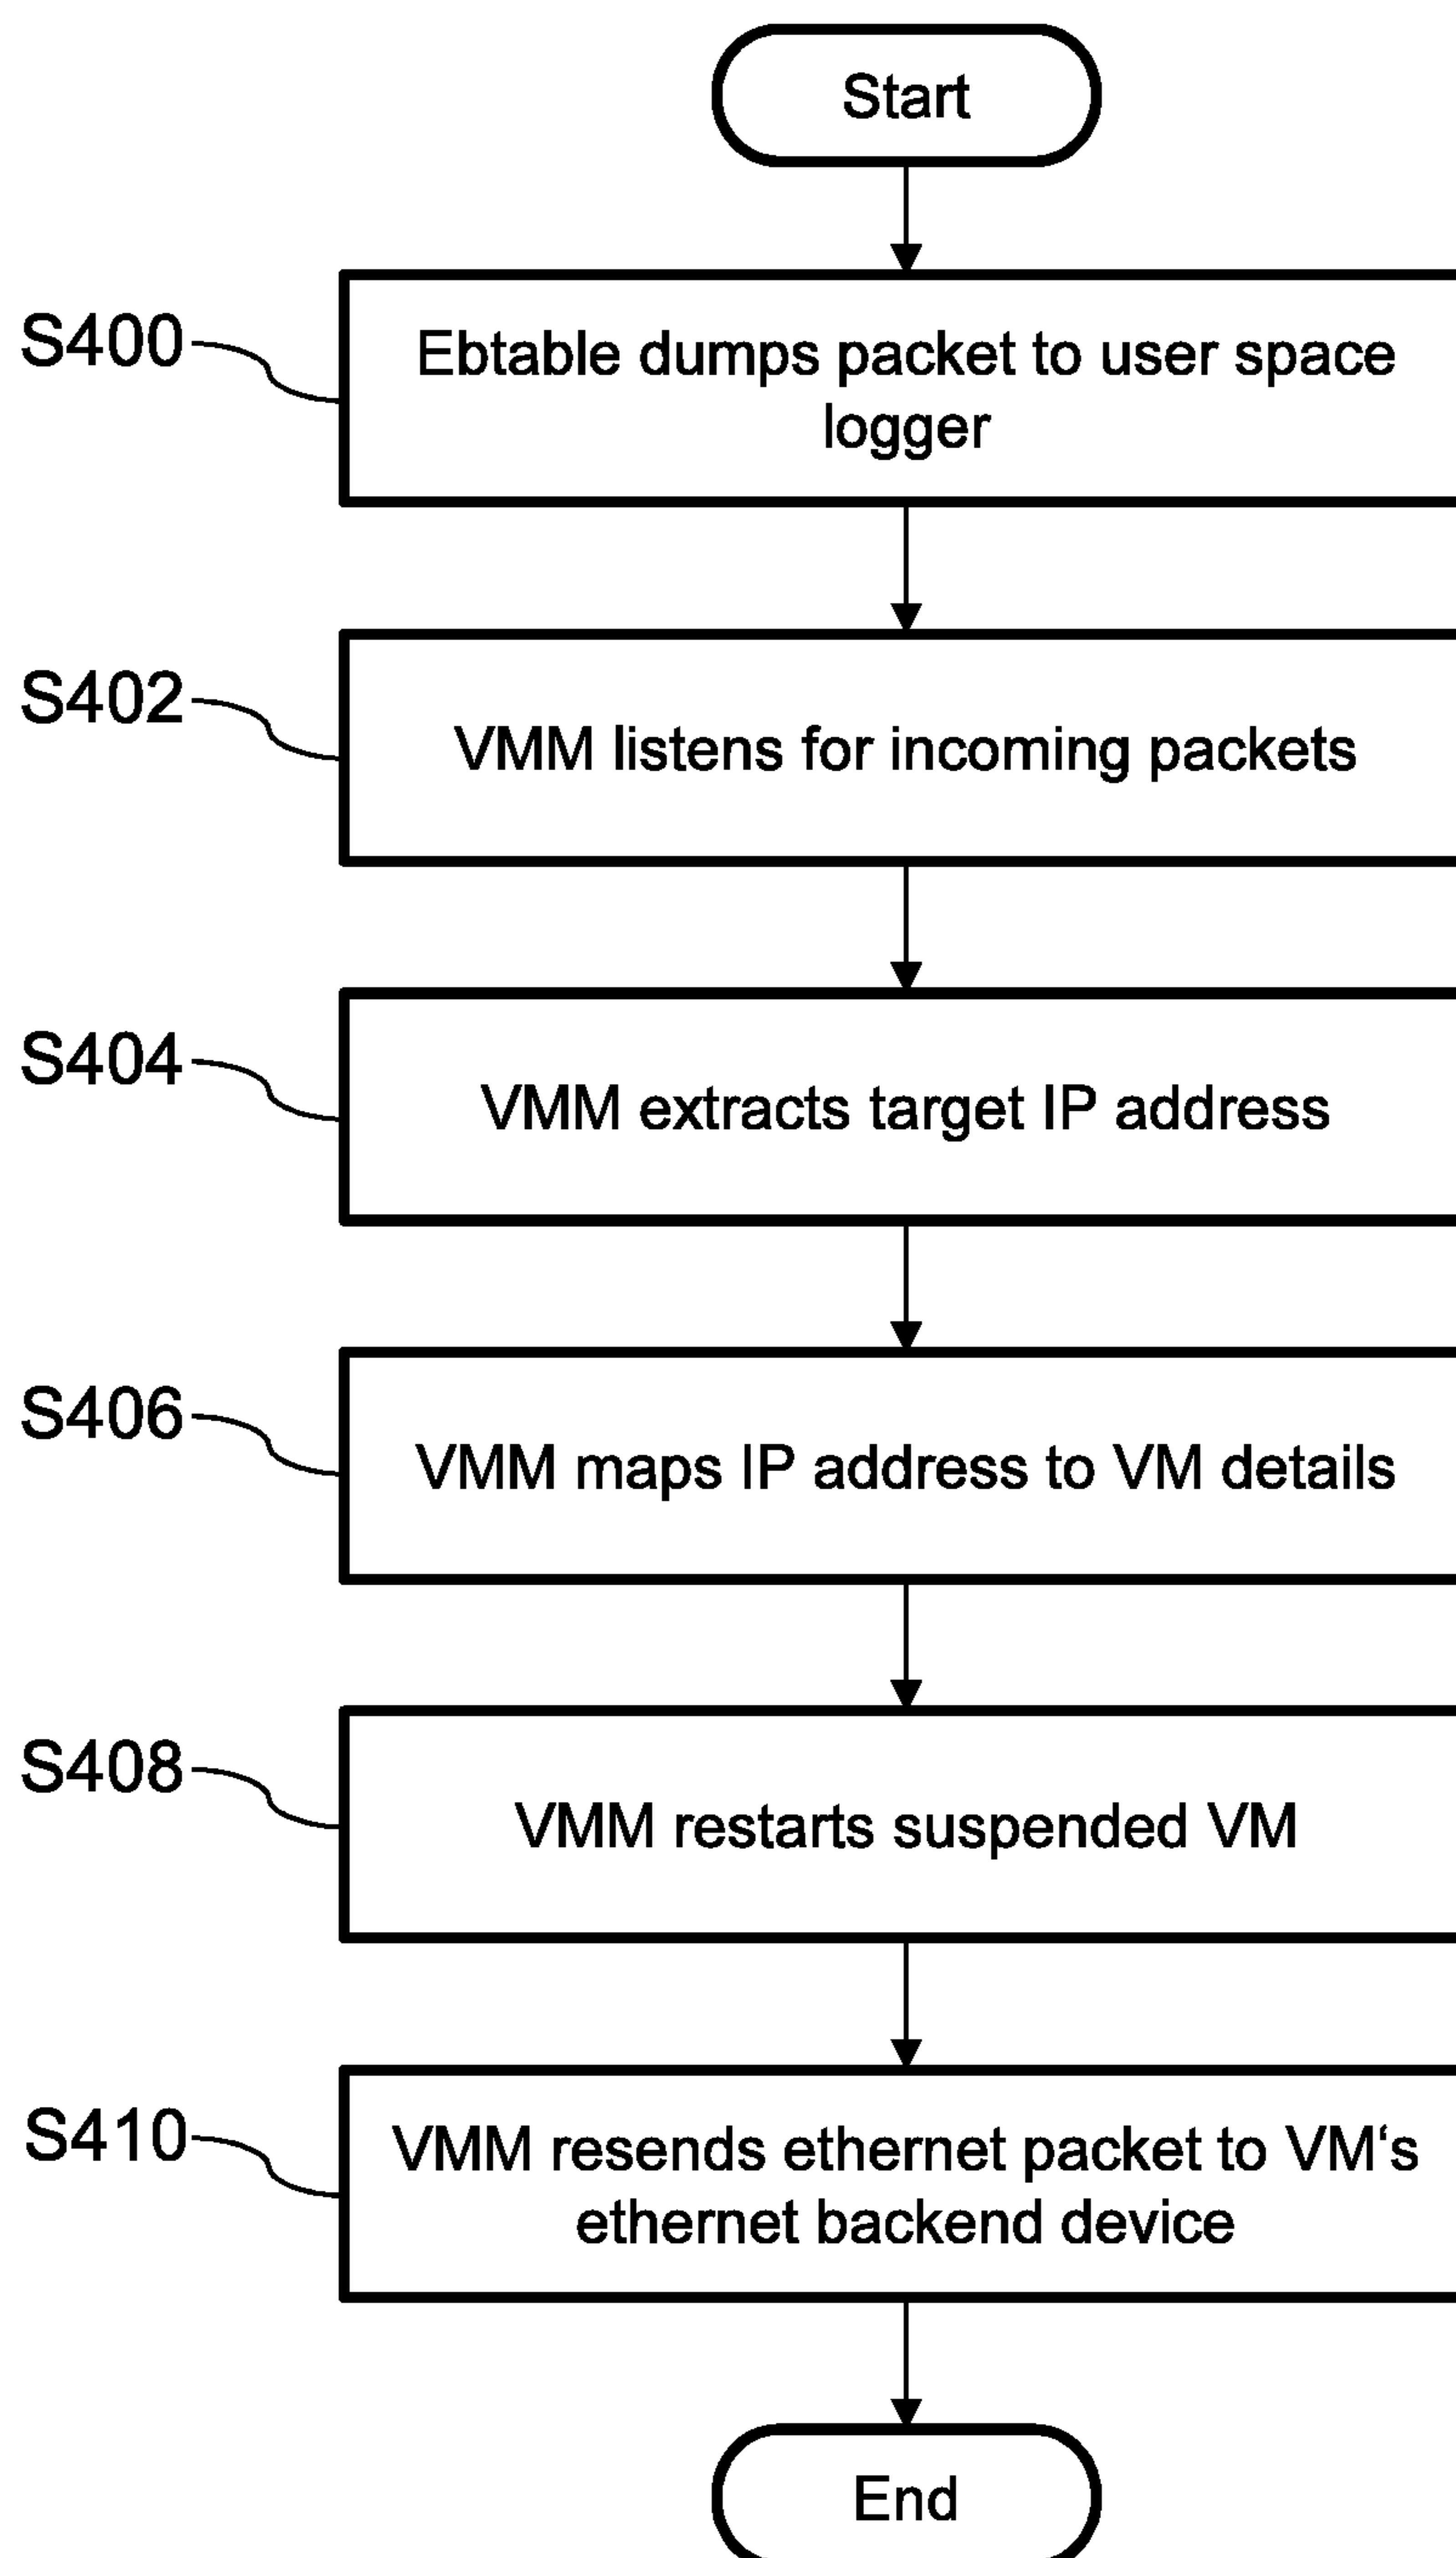 Start
S400
Ebtable dumps packet to user space
logger
S402
VMM listens for incoming packets
S404
VMM extracts target IP address
S406
VMM maps IP address to VM details
S408
VMM restarts suspended VM
S410
VMM resends ethernet packet to VM‘s
ethernet backend device
End